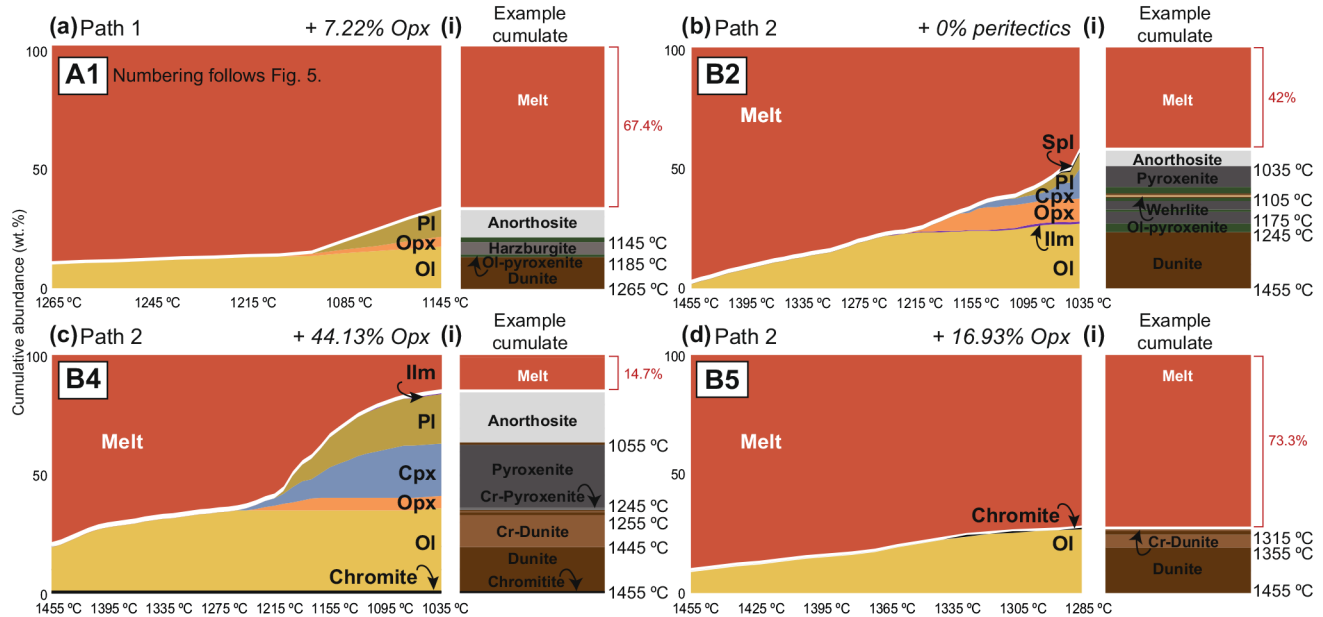 (a) Path 1 + 7.22% Opx (i) Example cumulate
A1 Numbering follows Fig. 5.
100
50
0
Pl
Opx
Ol
1265 ºC 1245 ºC 1215 ºC 1085 ºC 1145 ºC
Melt
67.4%
Anorthosite
1145 ºC
Harzburgite
Ol-pyroxenite
1185 ºC
Dunite
1265 ºC
(b) Path 2 + 0% peritectics (i) Example cumulate
B2
100
50
0
Melt
Spl
Pl
Cpx
Opx
Ilm
Ol
1455 ºC 1395 ºC 1335 ºC 1275 ºC 1215 ºC 1155 ºC 1095 ºC 1035 ºC
Melt
42%
Anorthosite
1035 ºC
Pyroxenite
1105 ºC
Wehrlite
1175 ºC
Ol-pyroxenite
1245 ºC
Dunite
1455 ºC
Cumulative abundance (wt. %)
(c) Path 2 + 44.13% Opx (i) Example cumulate
B4
100
50
0
Melt
Ilm
Pl
Cpx
Opx
Ol
Chromite
1455 ºC 1395 ºC 1335 ºC 1275 ºC 1215 ºC 1155 ºC 1095 ºC 1035 ºC
Melt
14.7%
Anorthosite
1055 ºC
Pyroxenite
Cr-Pyroxenite
1245 ºC
1255 ºC
Cr-Dunite
1445 ºC
Dunite
Chromitite
1455 ºC
(d) Path 2 + 16.93% Opx (i) Example cumulate
B5
100
50
0
Melt
Chromite
Ol
1455 ºC 1425 ºC 1395 ºC 1365 ºC 1335 ºC 1305 ºC 1285 ºC
Melt
73.3%
1315 ºC
Cr-Dunite
1355 ºC
Dunite
1455 ºC